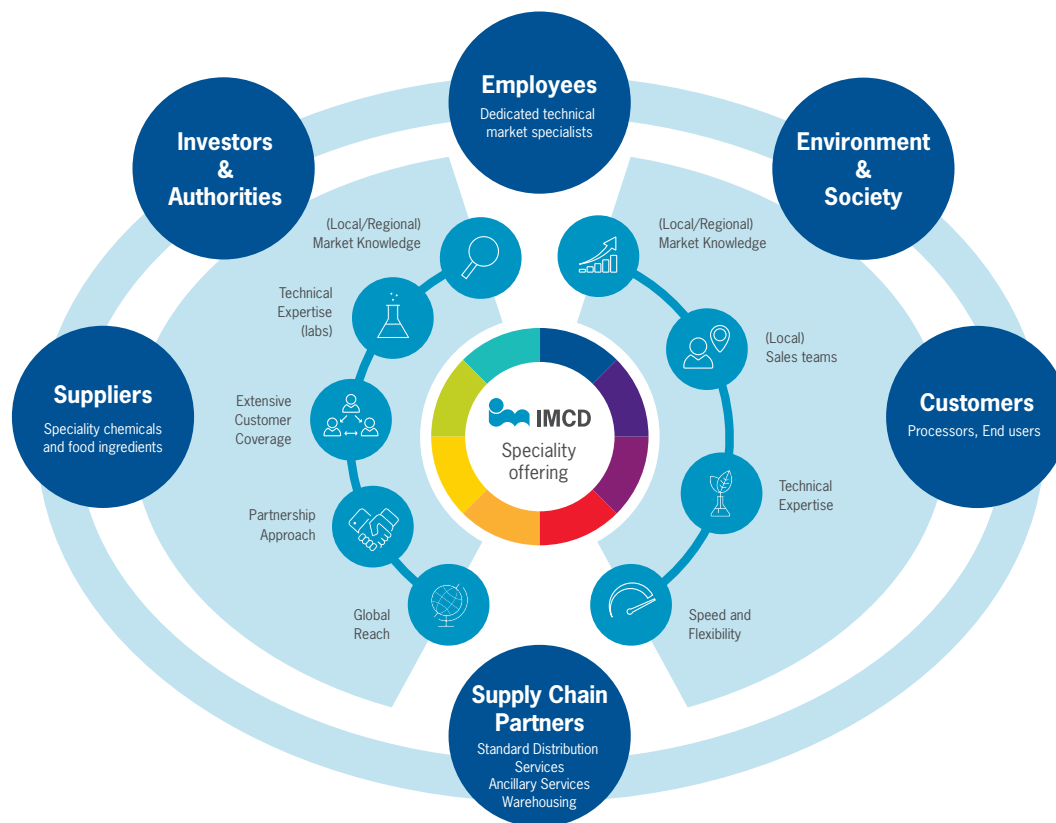 Employees
Dedicated technical
market specialists
Investors
&
Authorities
Environment
&
Society
(Local/Regional)
Market Knowledge
(Local/Regional)
Market Knowledge
Technical
Expertise
(labs)
(Local)
Sales teams
Suppliers
Speciality chemicals
and food ingredients
Extensive
Customer
Coverage
IMCD
Speciality
offering
Customers
Processors, End users
Partnership
Approach
Technical
Expertise
Global
Reach
Speed and
Flexibility
Supply Chain
Partners
Standard Distribution
Services
Ancillary Services
Warehousing